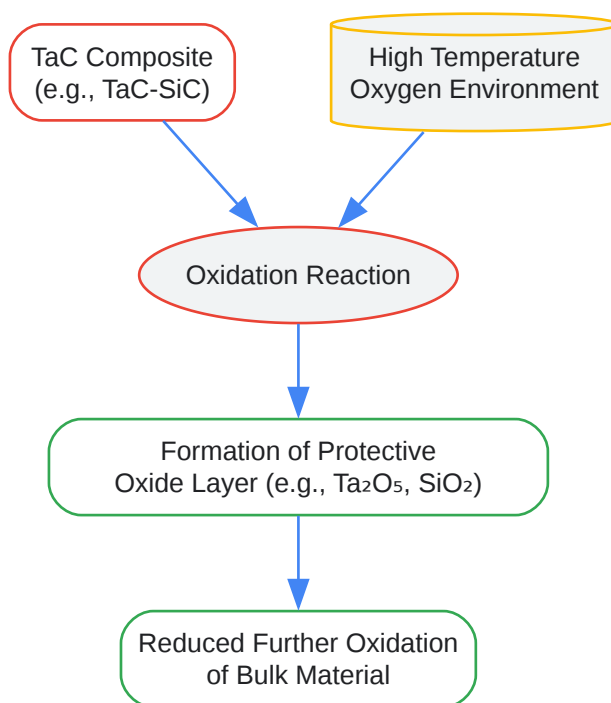 TaC Composite
(e.g., TaC-SiC)
High Temperature
Oxygen Environment
Oxidation Reaction
Formation of Protective
Oxide Layer (e.g., Ta₂O₅, SiO₂)
Reduced Further Oxidation
of Bulk Material